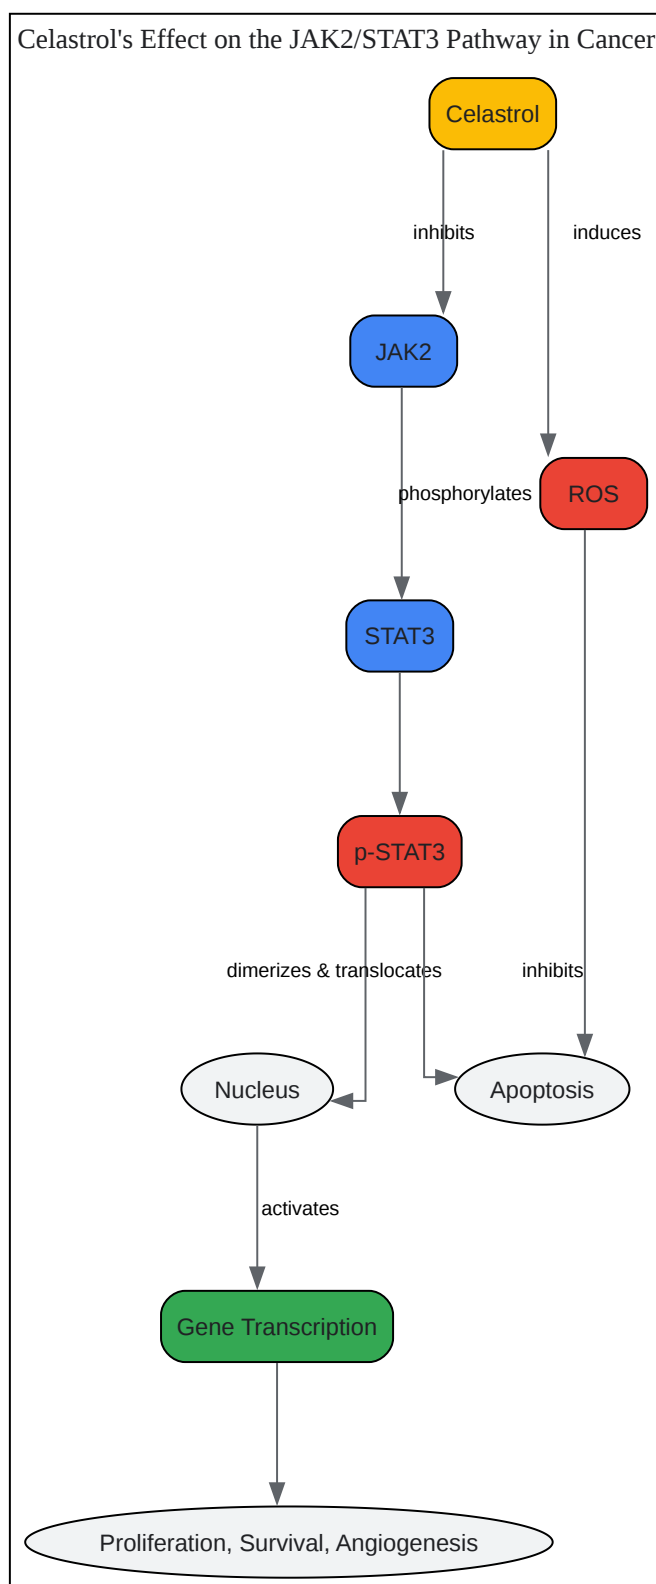 Celastrol's Effect on the JAK2/STAT3 Pathway in Cancer
Celastrol
inhibits
induces
JAK2
phosphorylates
ROS
STAT3
p-STAT3
dimerizes & translocates
inhibits
Nucleus
Apoptosis
activates
Gene Transcription
Proliferation, Survival, Angiogenesis